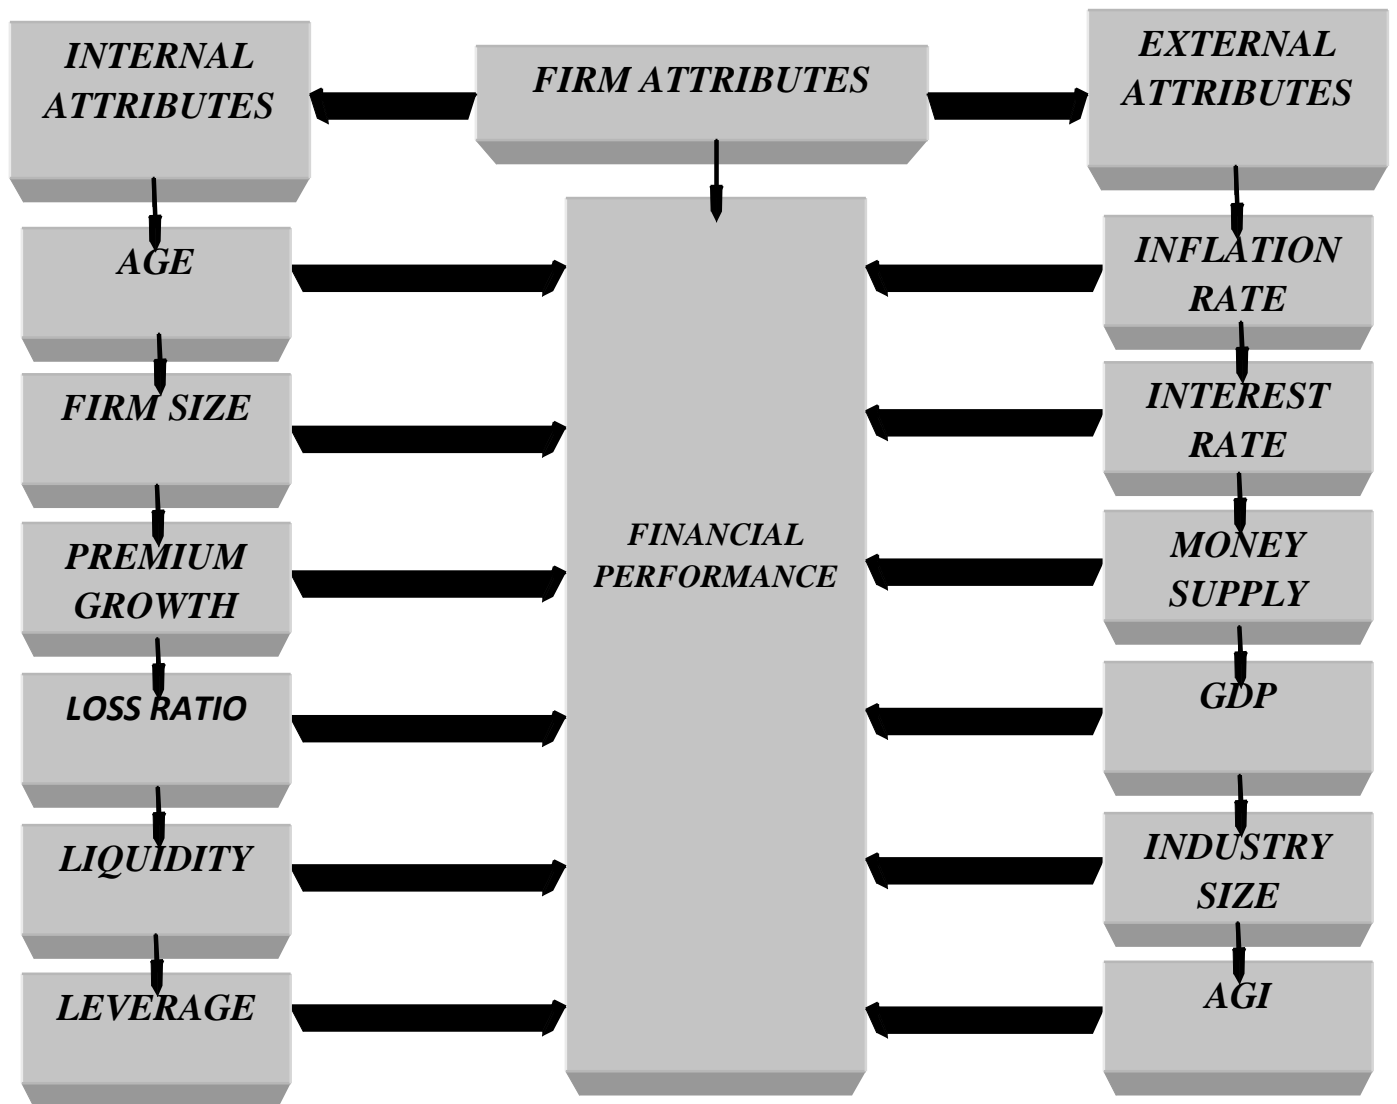 INTERNAL
ATTRIBUTES
FIRM ATTRIBUTES
EXTERNAL
ATTRIBUTES
AGE
FIRM SIZE
PREMIUM
GROWTH
LOSS RATIO
LIQUIDITY
LEVERAGE
FINANCIAL
PERFORMANCE
INFLATION
RATE
INTEREST
RATE
MONEY
SUPPLY
GDP
INDUSTRY
SIZE
AGI